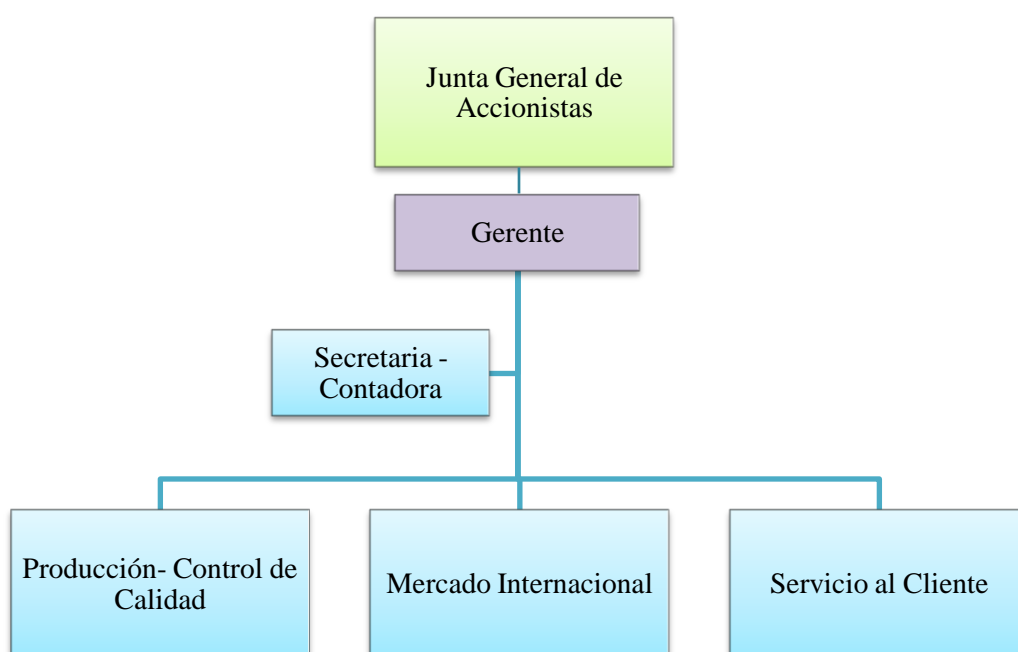 Junta General de
Accionistas
Gerente
Secretaria -
Contadora
Producción- Control de
Calidad
Mercado Internacional
Servicio al Cliente